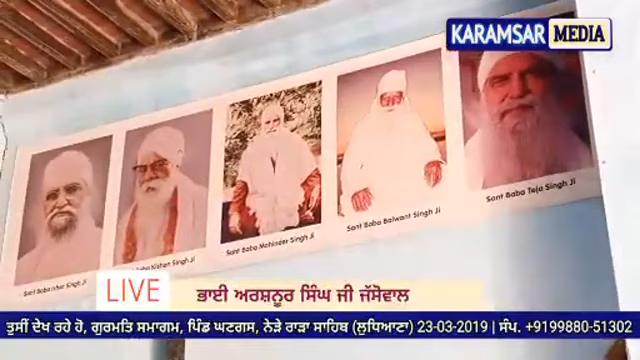 KARAMSAR MEDIA
Sant Baba Isher Singh Ji
Baba Kishan Singh Ji
Sant Baba Mohinder Singh Ji
Sant Baba Balwant Singh Ji
Sant Baba Teja Singh Ji
LIVE
ਭਾਈ ਅਰਸ਼ਨੂਰ ਸਿੰਘ ਜੀ ਜੱਸੋਵਾਲ
ਤੁਸੀਂ ਦੇਖ ਰਹੇ ਹੋ, ਗੁਰਮਤਿ ਸਮਾਗਮ, ਪਿੰਡ ਘਣਗਸ, ਨੇੜੇ ਰਾੜਾ ਸਾਹਿਬ (ਲੁਧਿਆਣਾ) 23-03-2019 | ਸੰਪ. +9199880-51302